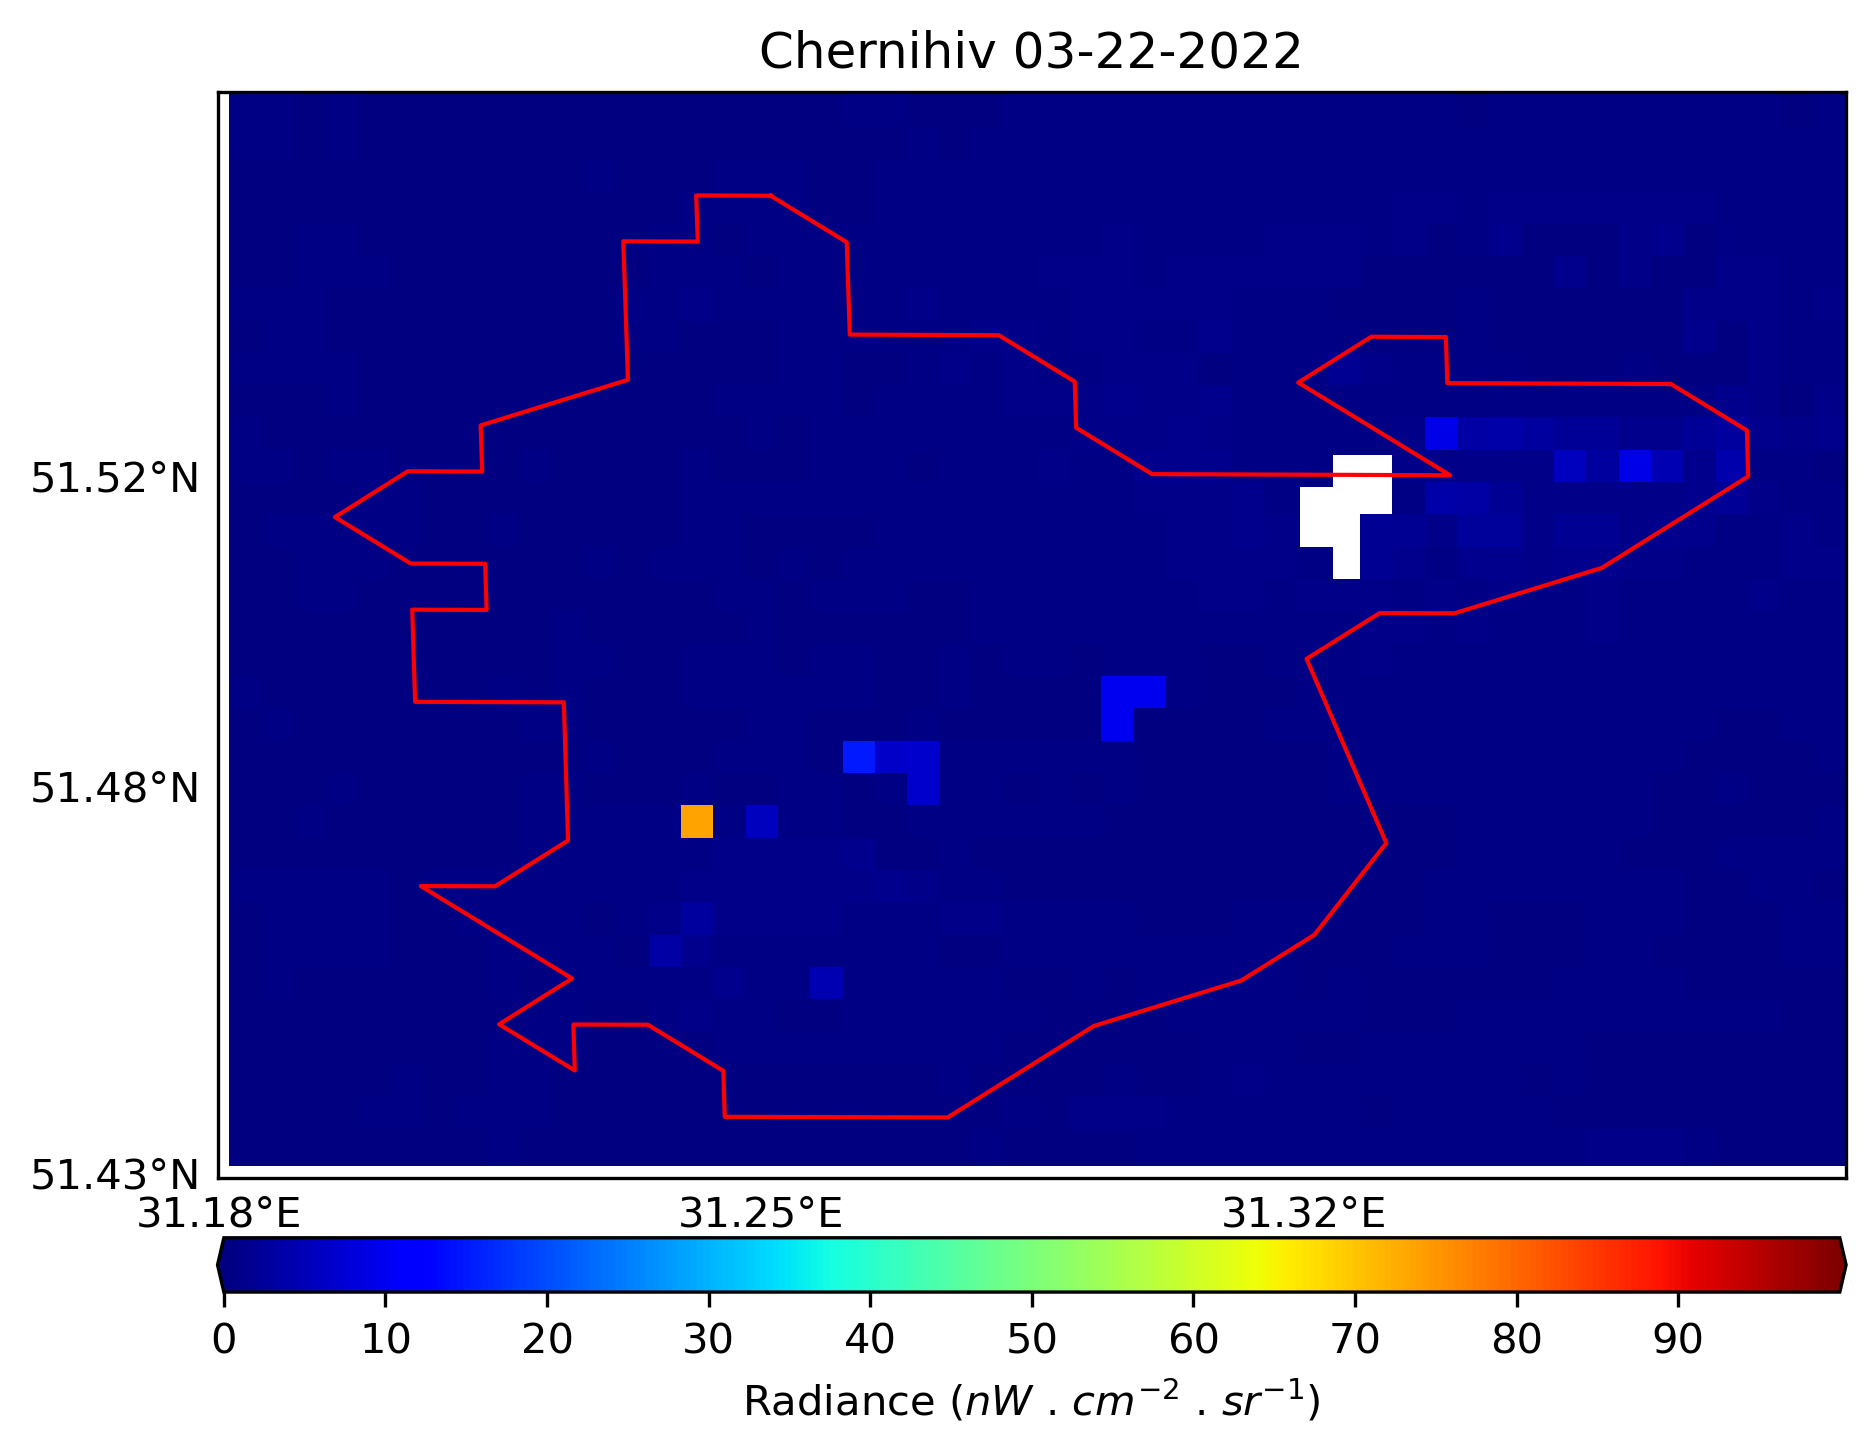 Chernihiv 03-22-2022
51.52°N
51.48°N
51.43°N
31.18°E 31.25°E 31.32°E
0 10 20 30 40 50 60 70 80 90
Radiance (nW . cm⁻² . sr⁻¹)